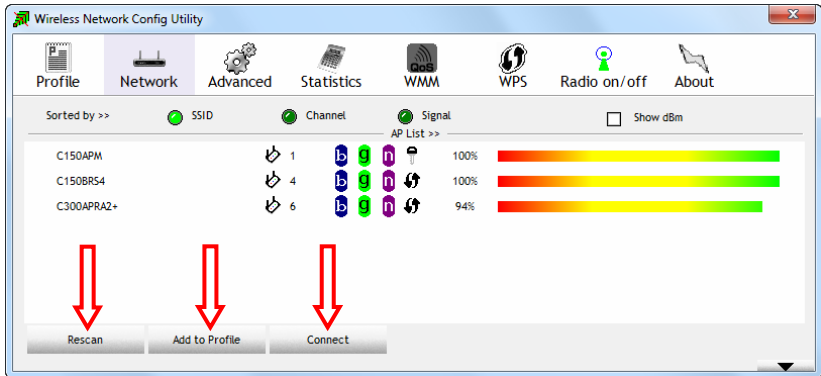 Wireless Network Config Utility
x
P
QoS
Profile Network Advanced Statistics WMM WPS Radio on/off About
Sorted by >> SSID Channel Signal Show dBm
AP List >>
C150APM 1 b g n 100%
C150BRS4 4 b g n 100%
C300APRA2+ 6 b g n 94%
Rescan Add to Profile Connect